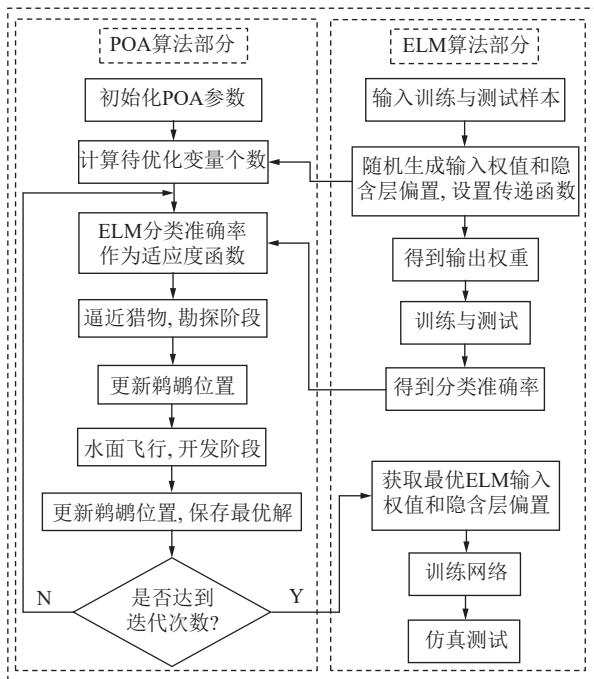 POA算法部分
初始化POA参数
计算待优化变量个数
ELM分类准确率
作为适应度函数
逼近猎物, 勘探阶段
更新鹈鹕位置
水面飞行, 开发阶段
更新鹈鹕位置, 保存最优解
是否达到
迭代次数?
N
Y
ELM算法部分
输入训练与测试样本
随机生成输入权值和隐
含层偏置, 设置传递函数
得到输出权重
训练与测试
得到分类准确率
获取最优ELM输入
权值和隐含层偏置
训练网络
仿真测试